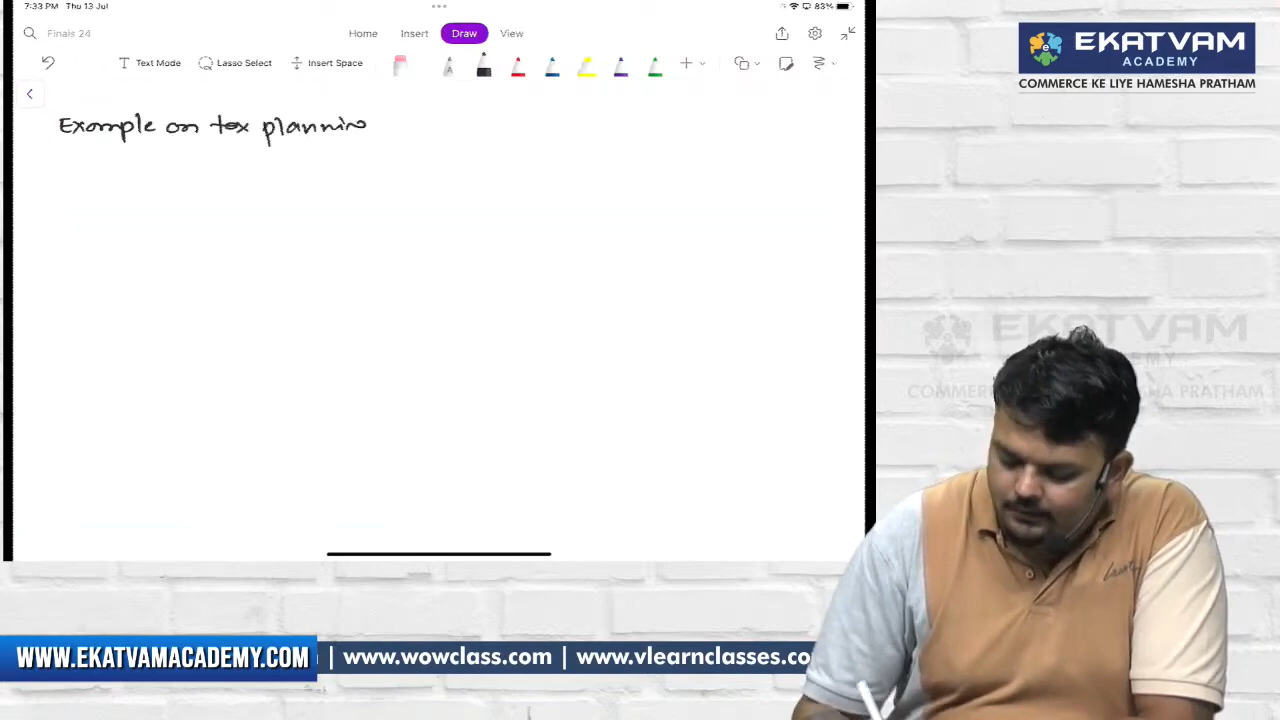 7:33 PM Thu 13 Jul
83%
Finals 24
Home Insert Draw View
Text Mode Lasso Select Insert Space
Example on tax planning
EKATVAM
ACADEMY
COMMERCE KE LIYE HAMESHA PRATHAM
EKATVAM
WWW.EKATVAMACADEMY.COM
| www.wowclass.com | www.vlearnclasses.co